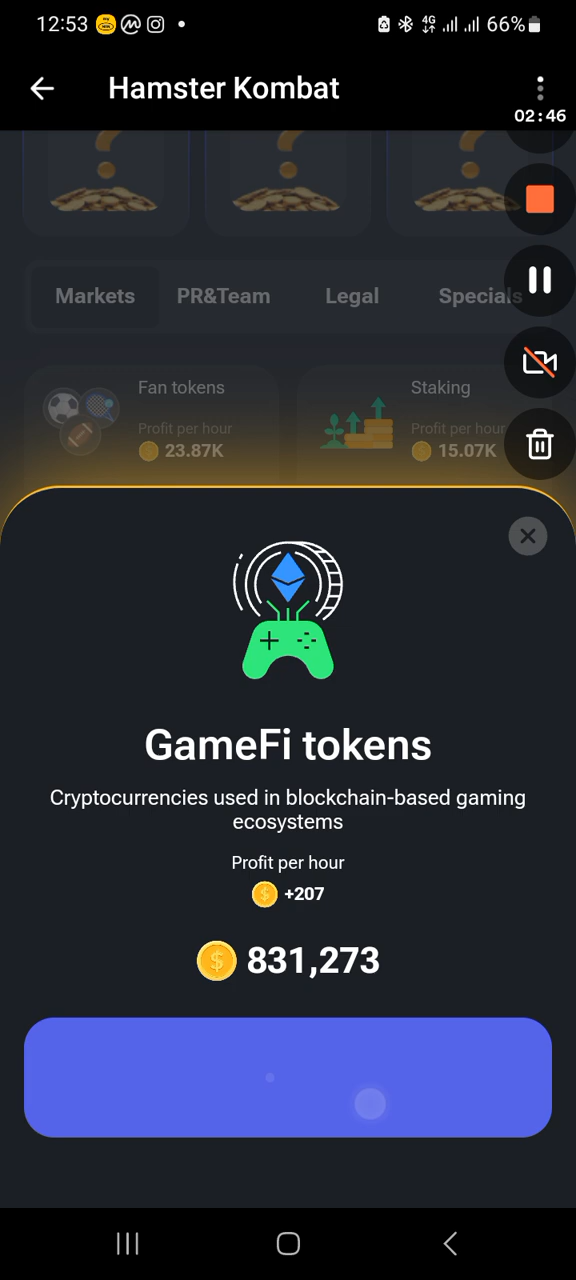 12:53
4G
66%
Hamster Kombat
02:46
Markets
PR&Team
Legal
Specials
Fan tokens
Profit per hour
23.87K
Staking
Profit per hour
15.07K
GameFi tokens
Cryptocurrencies used in blockchain-based gaming
ecosystems
Profit per hour
+207
831,273